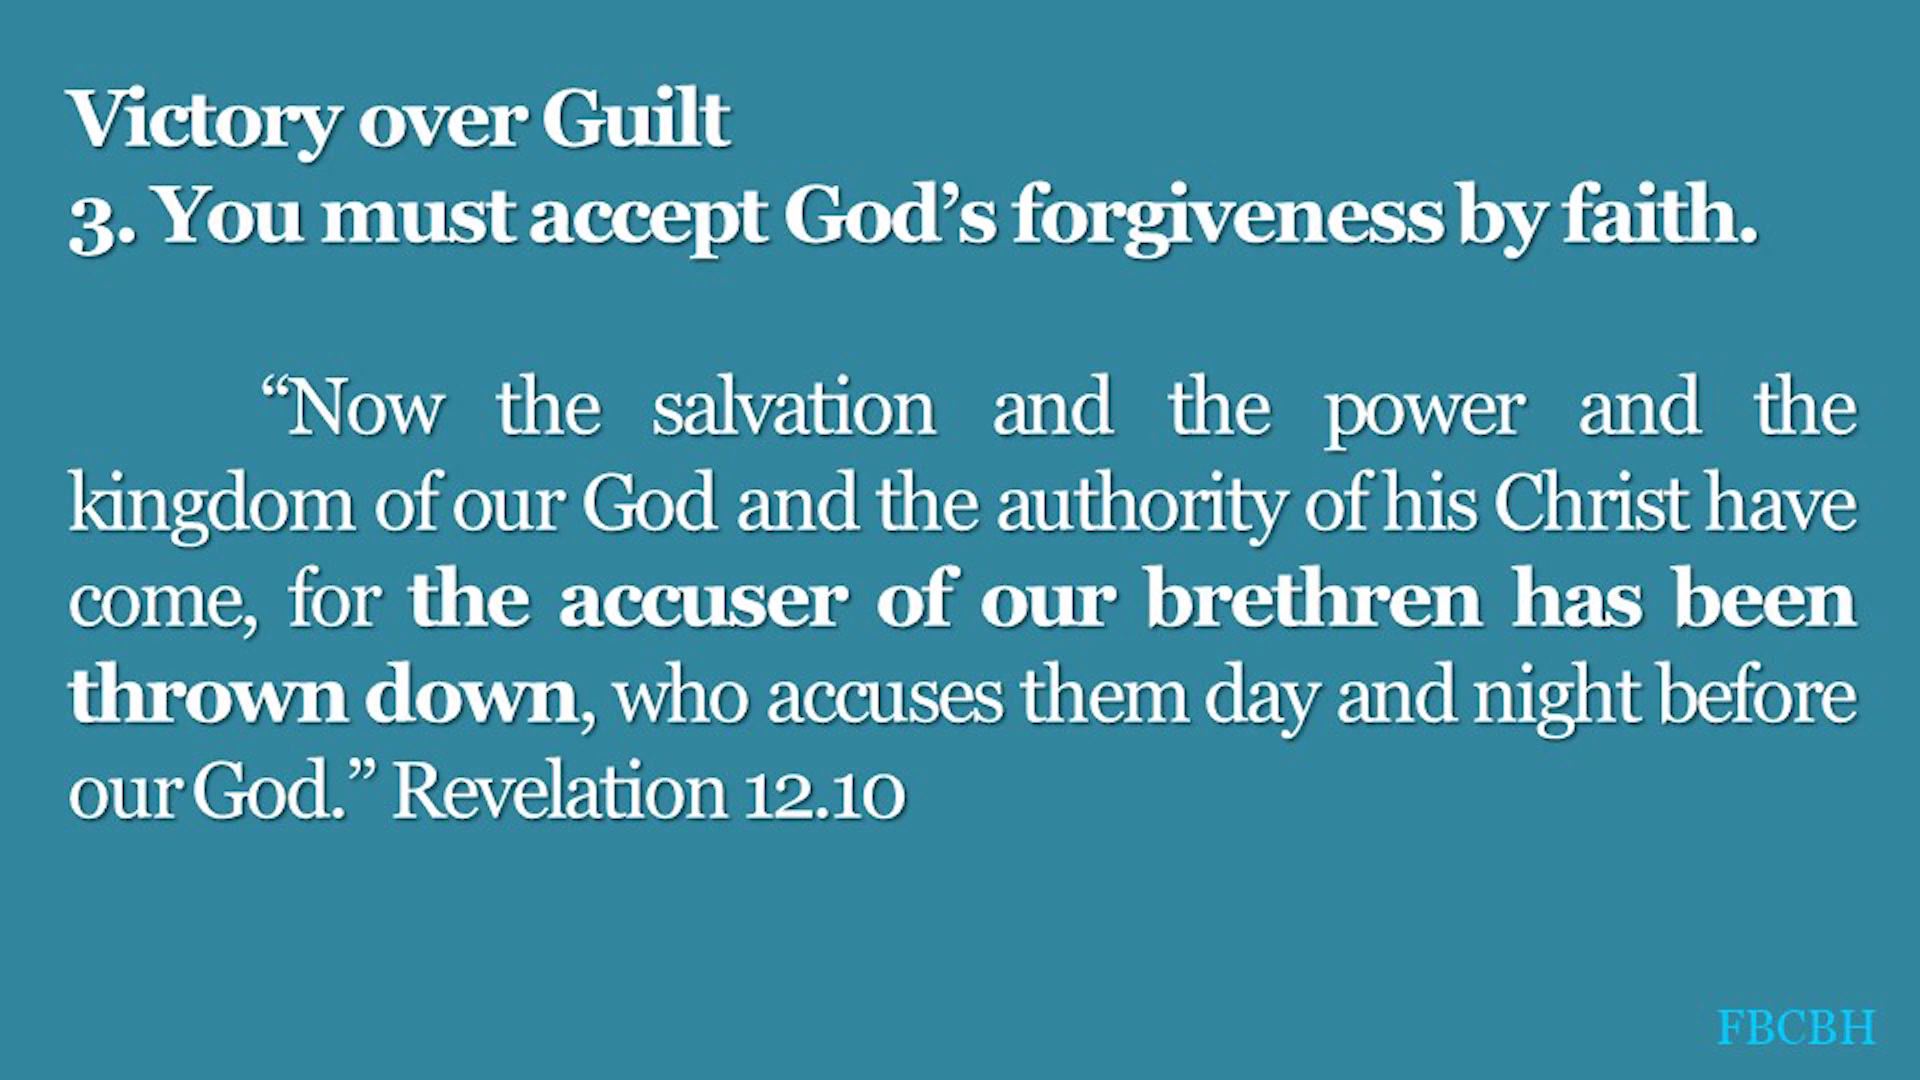 Victory over Guilt
3. You must accept God’s forgiveness by faith.
“Now the salvation and the power and the
kingdom of our God and the authority of his Christ have
come, for the accuser of our brethren has been
thrown down, who accuses them day and night before
our God.” Revelation 12.10
FBCBH